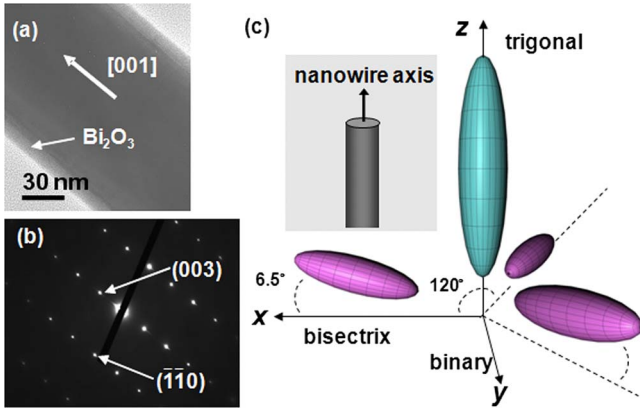 (a)
[001]
Bi₂O₃
30 nm
(b)
(003)
(1̅1̅0)
(c)
nanowire axis
z
trigonal
6.5°
120°
x
bisectrix
binary
y